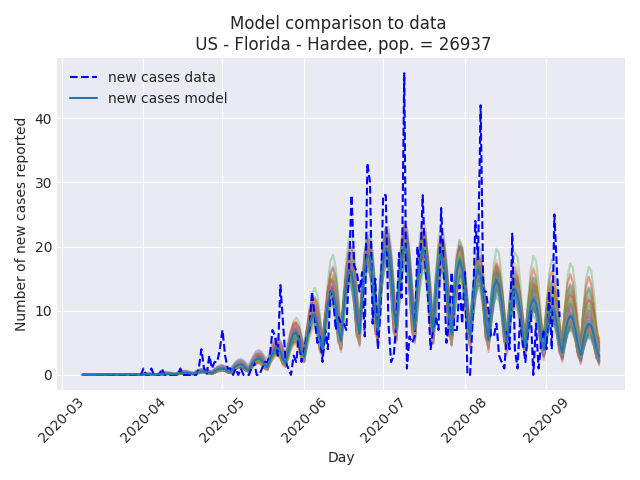 Model comparison to data
US - Florida - Hardee, pop. = 26937
new cases data
new cases model
Number of new cases reported
40
30
20
10
0
2020-03
2020-04
2020-05
2020-06
2020-07
2020-08
2020-09
Day